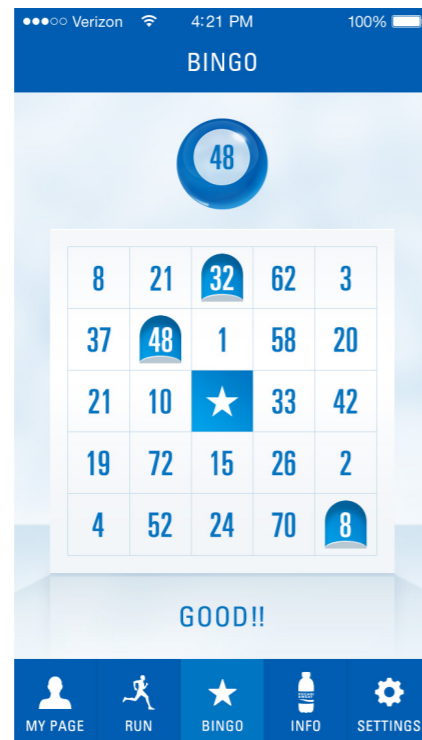 Verizon 4:21 PM 100%
BINGO
48
8 21 32 62 3
37 48 1 58 20
21 10 33 42
19 72 15 26 2
4 52 24 70 8
GOOD!!
MY PAGE RUN BINGO INFO SETTINGS